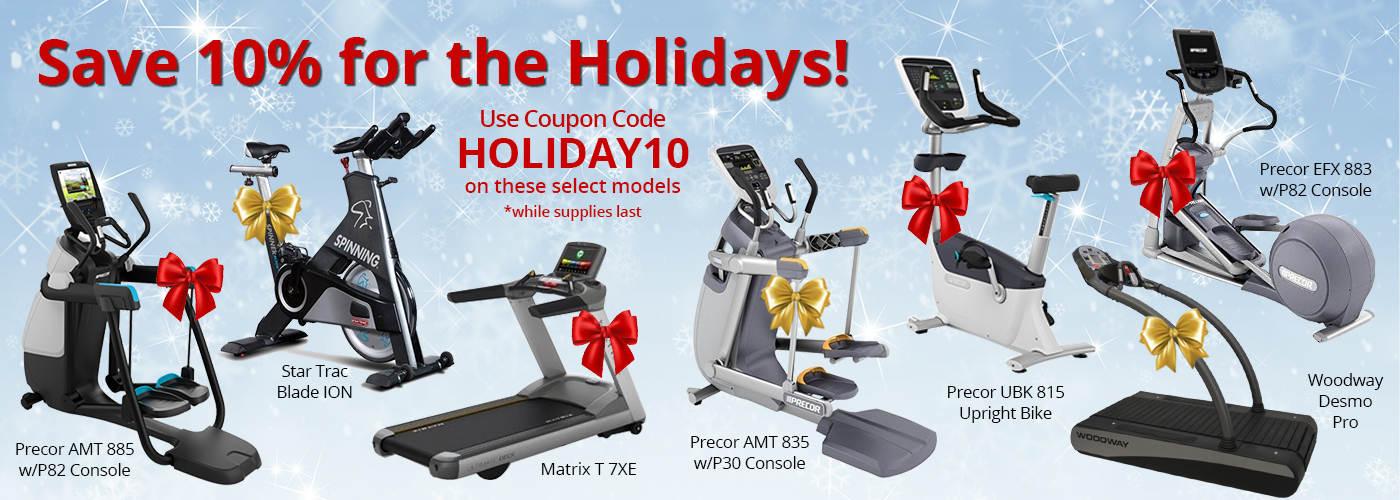 Save 10% for the Holidays!
Use Coupon Code
HOLIDAY10
on these select models
*while supplies last
PRECOR
Precor EFX 883
w/P82 Console
SPINNING
PRECOR
Star Trac
Blade ION
PRECOR
Precor UBK 815
Upright Bike
Woodway
Desmo
Pro
WOODWAY
Precor AMT 885
w/P82 Console
Matrix T 7XE
Precor AMT 835
w/P30 Console